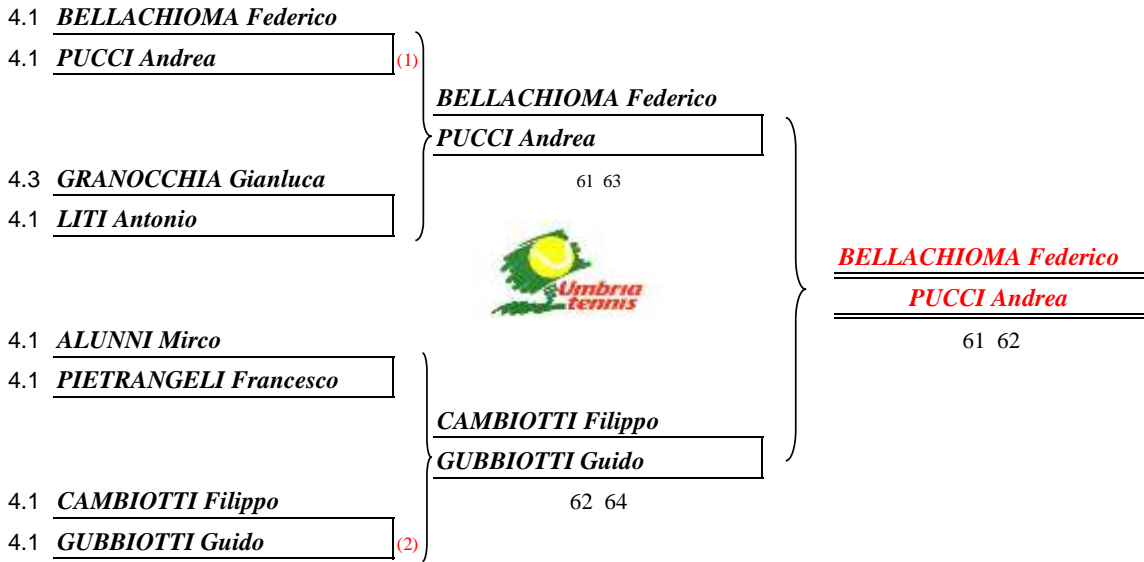 4.1 BELLACHIOMA Federico
4.1 PUCCI Andrea (1)
BELLACHIOMA Federico
PUCCI Andrea
61 63
4.3 GRANOCCHIA Gianluca
4.1 LITI Antonio
Umbria
tennis
BELLACHIOMA Federico
PUCCI Andrea
61 62
4.1 ALUNNI Mirco
4.1 PIETRANGELI Francesco
CAMBIOTTI Filippo
GUBBIOTTI Guido
62 64
4.1 CAMBIOTTI Filippo
4.1 GUBBIOTTI Guido (2)